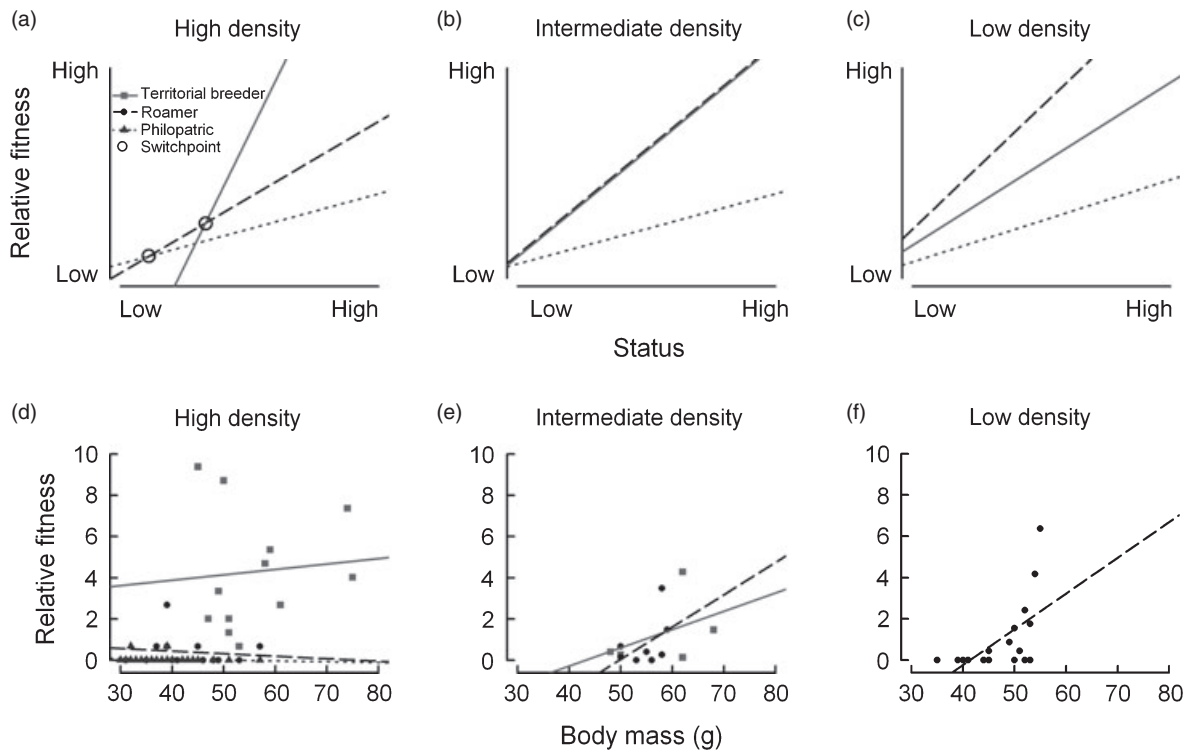 (a) High density
(b) Intermediate density
(c) Low density
Relative fitness
High
Low
Territorial breeder
Roamer
Philopatric
Switchpoint
Low High
High
Low High
High
Low High
Status
(d) High density
(e) Intermediate density
(f) Low density
Relative fitness
10
8
6
4
2
0
30 40 50 60 70 80
10
8
6
4
2
0
30 40 50 60 70 80
10
8
6
4
2
0
30 40 50 60 70 80
Body mass (g)